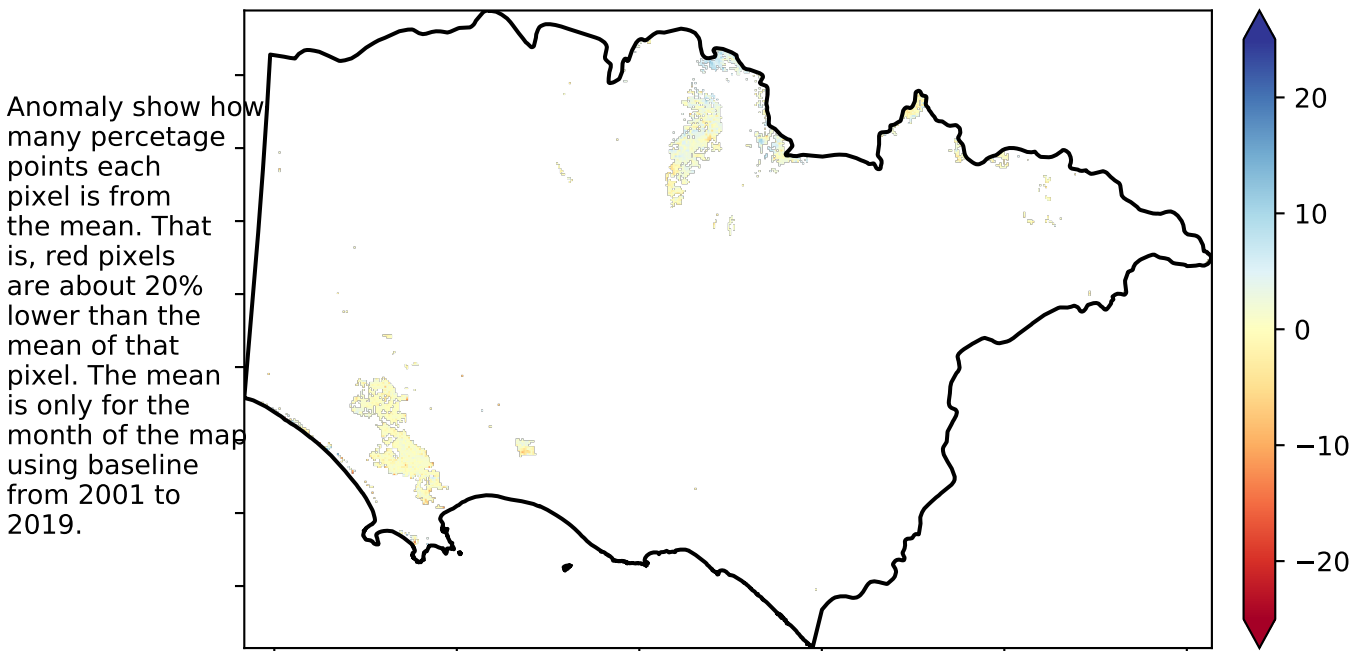 Anomaly show how
many percetage
points each
pixel is from
the mean. That
is, red pixels
are about 20%
lower than the
mean of that
pixel. The mean
is only for the
month of the map
using baseline
from 2001 to
2019.
20
10
0
−10
−20